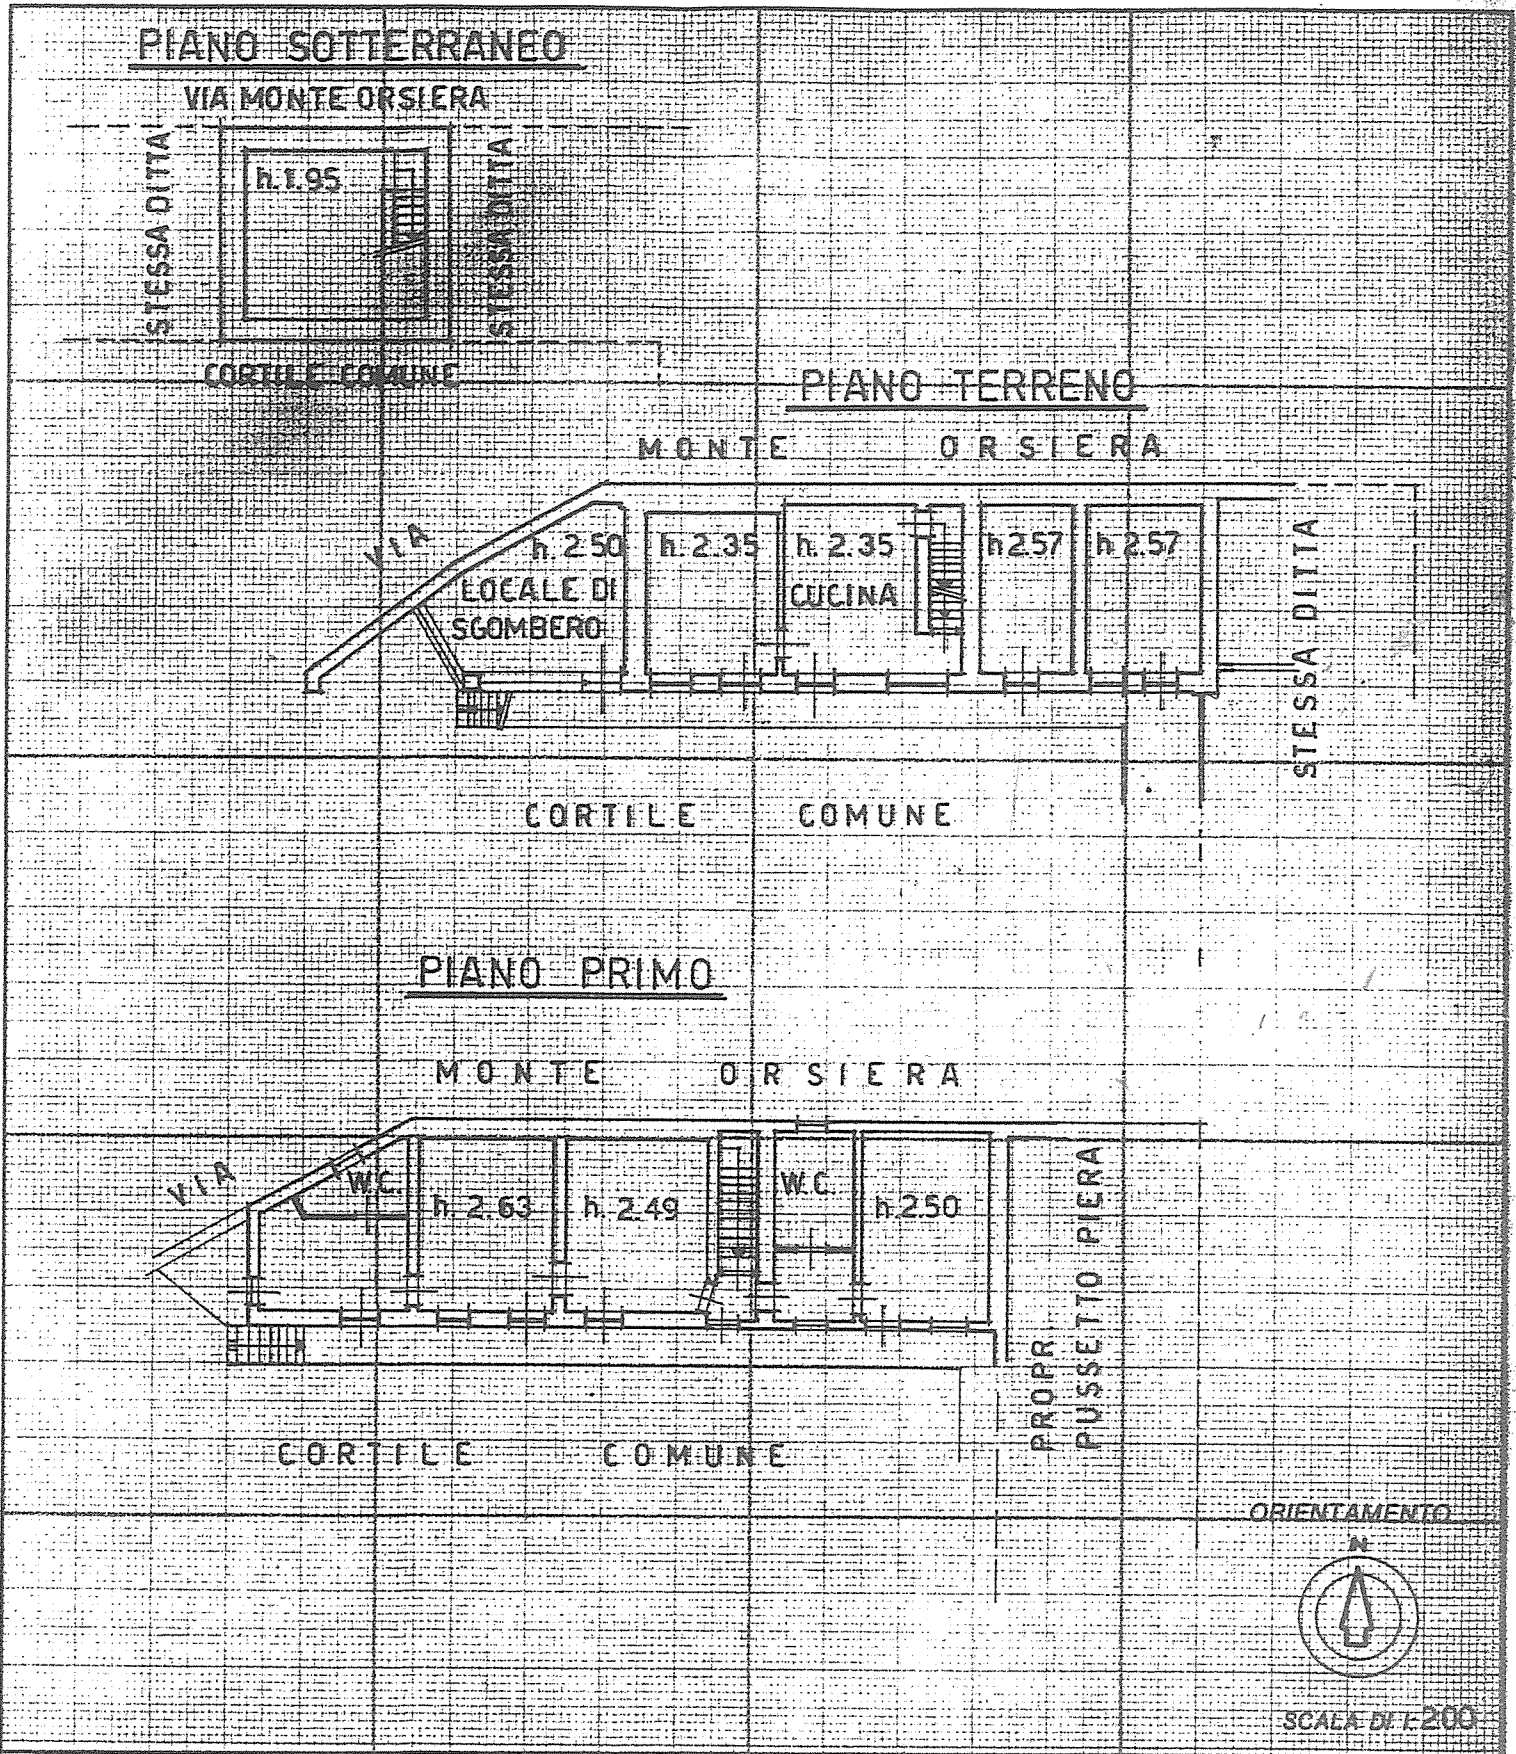 PIANO SOTTERRANEO
VIA MONTE ORSIERA
STESSA DITTA
h. 1.95
STESSA DITTA
CORTILE COMUNE
PIANO TERRENO
MONTE ORSIERA
VIA
h. 2.50
LOCALE DI
SGOMBERO
h. 2.35
h. 2.35
CUCINA
h 2.57
h 2.57
STESSA DITTA
CORTILE COMUNE
PIANO PRIMO
MONTE ORSIERA
VIA
W.C.
h. 2.63
h. 2.49
W.C.
h.2.50
PROPR.
PUSSETTO PIERA
CORTILE COMUNE
ORIENTAMENTO
N
SCALA DI 1:200